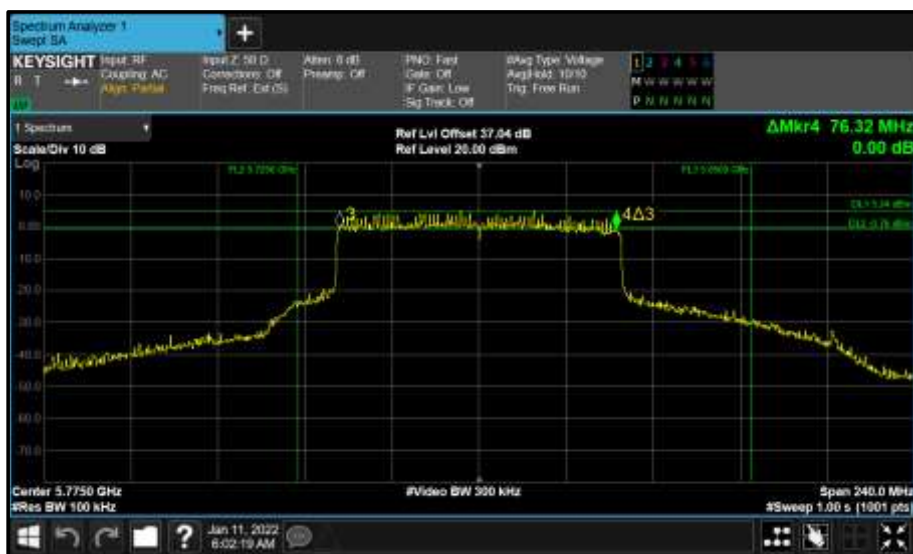 Spectrum Analyzer 1
Swept SA
+
KEYSIGHT
R T
Input: RF
Coupling: AC
Align: Partial
Input Z: 50 Ω
Corrections: Off
Freq Ref: Ext (S)
Atten: 0 dB
Preamp: Off
PNO: Fast
Gate: Off
IF Gain: Low
Sig Track: Off
#Avg Type: Voltage
Avg|Hold: 10/10
Trig: Free Run
1 2 3 4 5 6
M W W W W W
P N N N N N
1 Spectrum
Scale/Div 10 dB
Ref Lvl Offset 37.04 dB
Ref Level 20.00 dBm
ΔMkr4 76.32 MHz
0.00 dB
Log
10.0
0.00
-10.0
-20.0
-30.0
-40.0
-50.0
-60.0
-70.0
3
4Δ3
Center 5.7750 GHz
#Res BW 100 kHz
#Video BW 300 kHz
Span 240.0 MHz
#Sweep 1.00 s (1001 pts)
?
Jan 11, 2022
6:02:19 AM